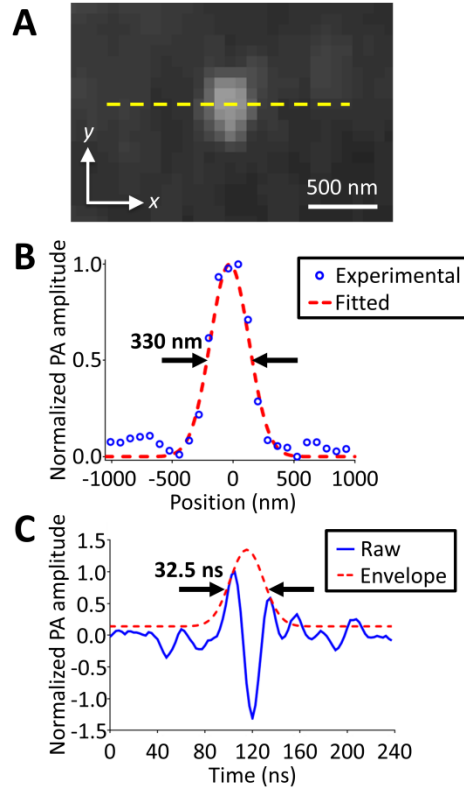 A
y
x
500 nm
B
Normalized PA amplitude
1.0
0.5
0.0
330 nm
Experimental
Fitted
-1000 -500 0 500 1000
Position (nm)
C
Normalized PA amplitude
1.5
1.0
0.5
0.0
-0.5
-1.0
-1.5
32.5 ns
Raw
Envelope
0 40 80 120 160 200 240
Time (ns)